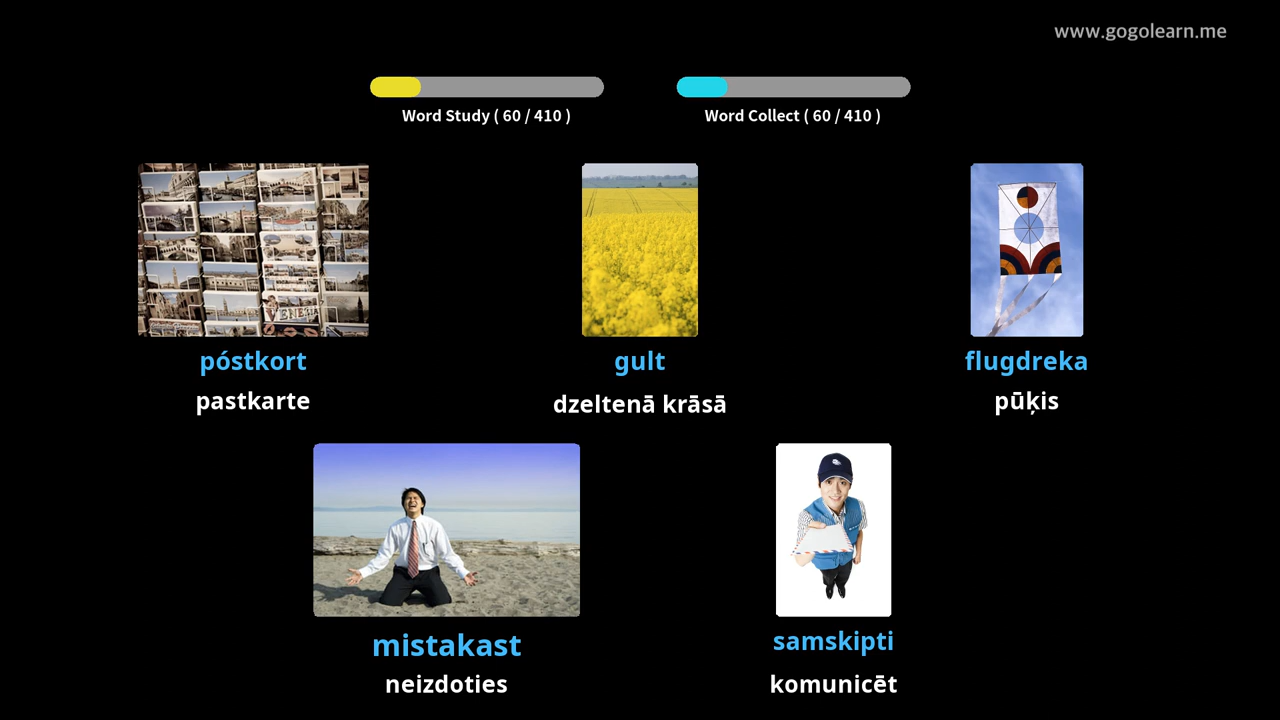 www.gogolearn.me
Word Study ( 60 / 410 )
Word Collect ( 60 / 410 )
póstkort
gult
flugdreka
pastkarte
dzeltenā krāsā
pūķis
mistakast
samskipti
neizdoties
komunicēt